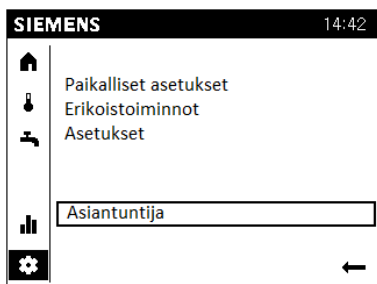 SIEMENS 14:42
Paikalliset asetukset
Erikoistoiminnot
Asetukset
Asiantuntija